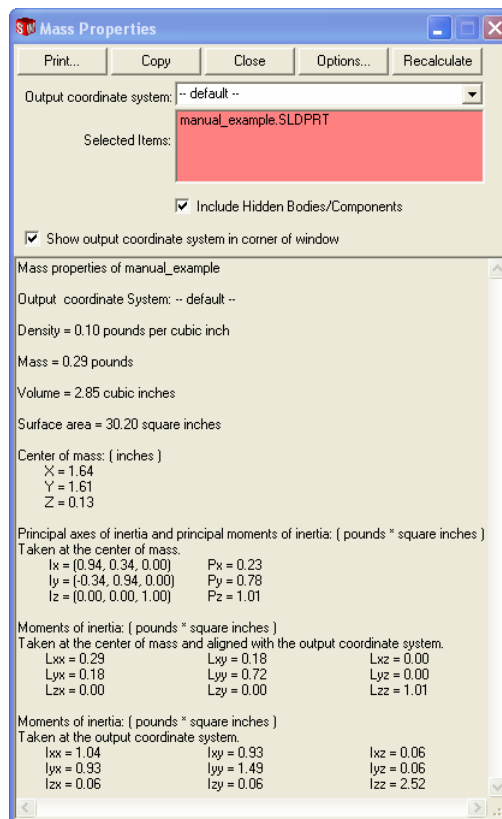 SW Mass Properties
Print... Copy Close Options... Recalculate
Output coordinate system: -- default --
Selected Items: manual_example.SLDPRT
Include Hidden Bodies/Components
Show output coordinate system in corner of window
Mass properties of manual_example
Output coordinate System: -- default --
Density = 0.10 pounds per cubic inch
Mass = 0.29 pounds
Volume = 2.85 cubic inches
Surface area = 30.20 square inches
Center of mass: ( inches )
X = 1.64
Y = 1.61
Z = 0.13
Principal axes of inertia and principal moments of inertia: ( pounds * square inches )
Taken at the center of mass.
Ix = (0.94, 0.34, 0.00) Px = 0.23
Iy = (-0.34, 0.94, 0.00) Py = 0.78
Iz = (0.00, 0.00, 1.00) Pz = 1.01
Moments of inertia: ( pounds * square inches )
Taken at the center of mass and aligned with the output coordinate system.
Lxx = 0.29 Lxy = 0.18 Lxz = 0.00
Lyx = 0.18 Lyy = 0.72 Lyz = 0.00
Lzx = 0.00 Lzy = 0.00 Lzz = 1.01
Moments of inertia: ( pounds * square inches )
Taken at the output coordinate system.
Ixx = 1.04 Ixy = 0.93 Ixz = 0.06
Iyx = 0.93 Iyy = 1.49 Iyz = 0.06
Izx = 0.06 Izy = 0.06 Izz = 2.52